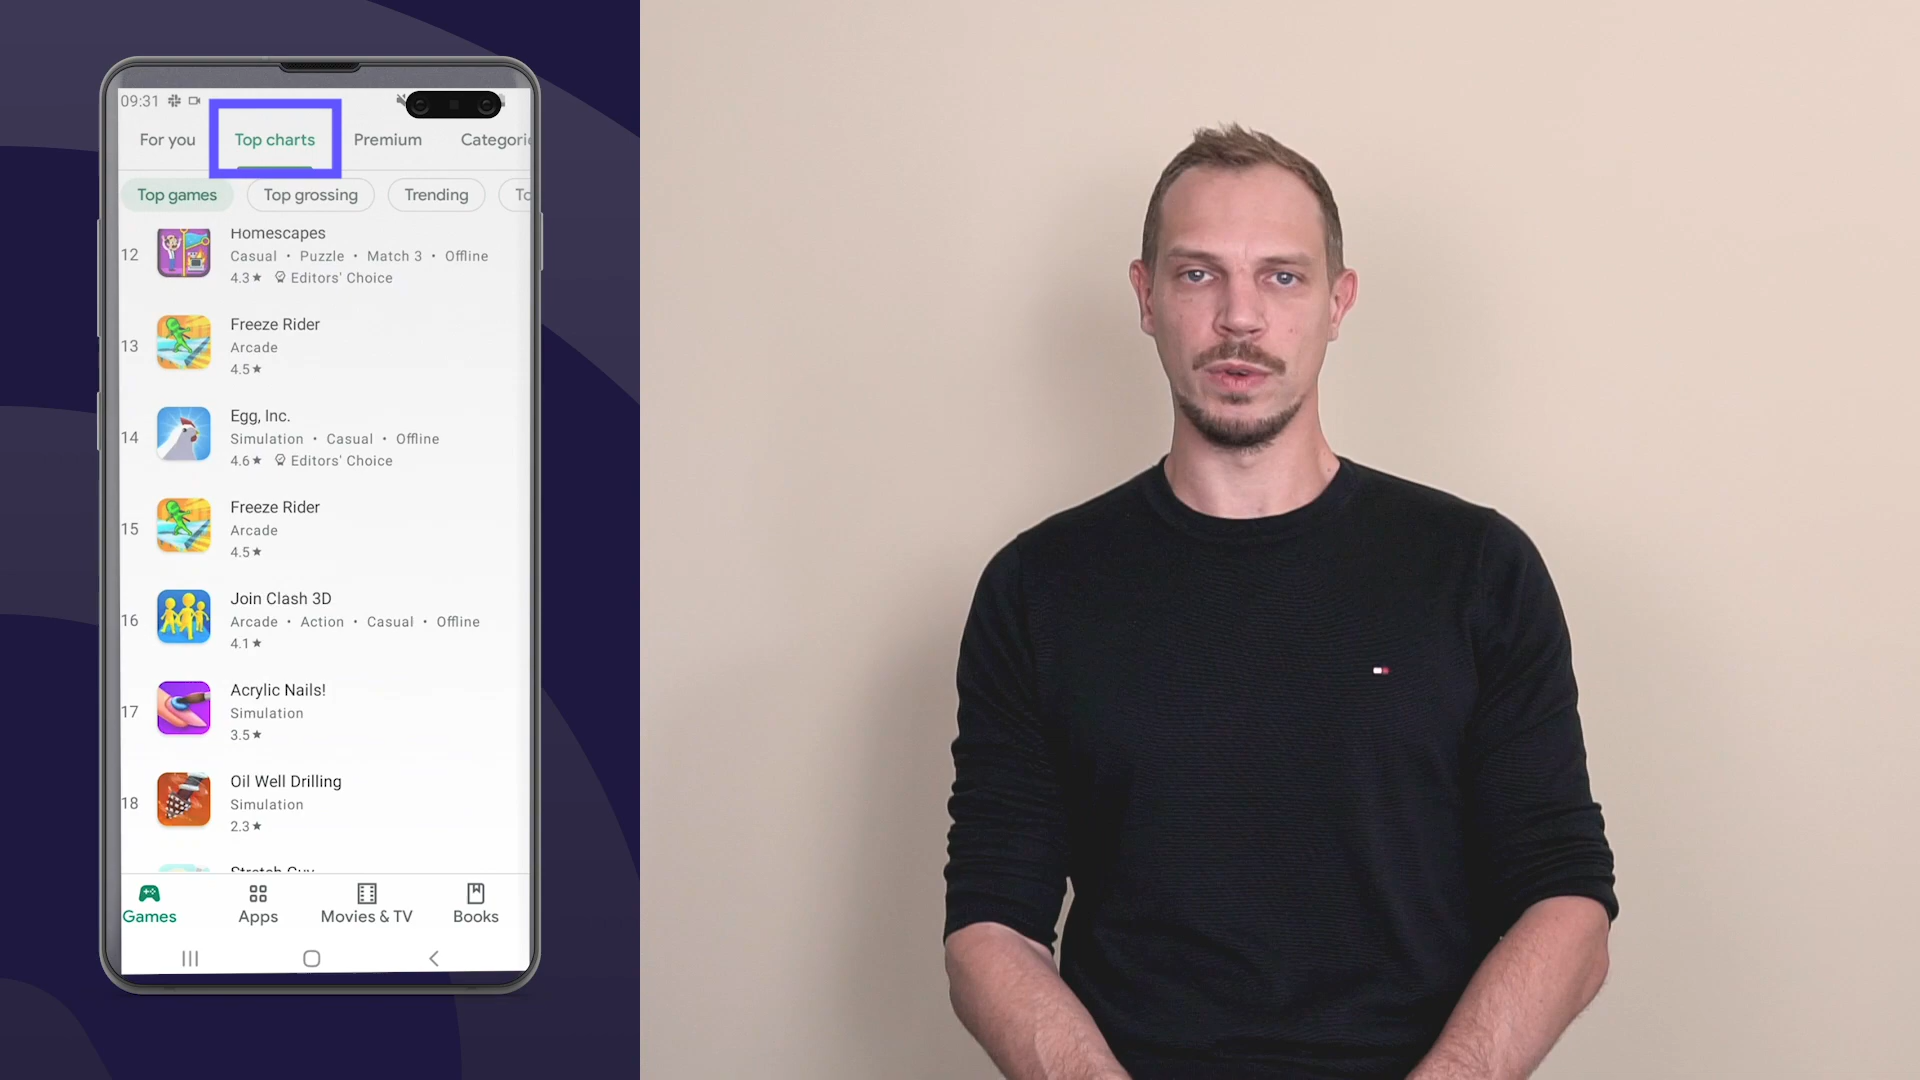 09:31
For you Top charts Premium Categori
Top games Top grossing Trending To
12 Homescapes
Casual • Puzzle • Match 3 • Offline
4.3★ Editors' Choice
13 Freeze Rider
Arcade
4.5★
14 Egg, Inc.
Simulation • Casual • Offline
4.6★ Editors' Choice
15 Freeze Rider
Arcade
4.5★
16 Join Clash 3D
Arcade • Action • Casual • Offline
4.1★
17 Acrylic Nails!
Simulation
3.5★
18 Oil Well Drilling
Simulation
2.3★
Games Apps Movies & TV Books